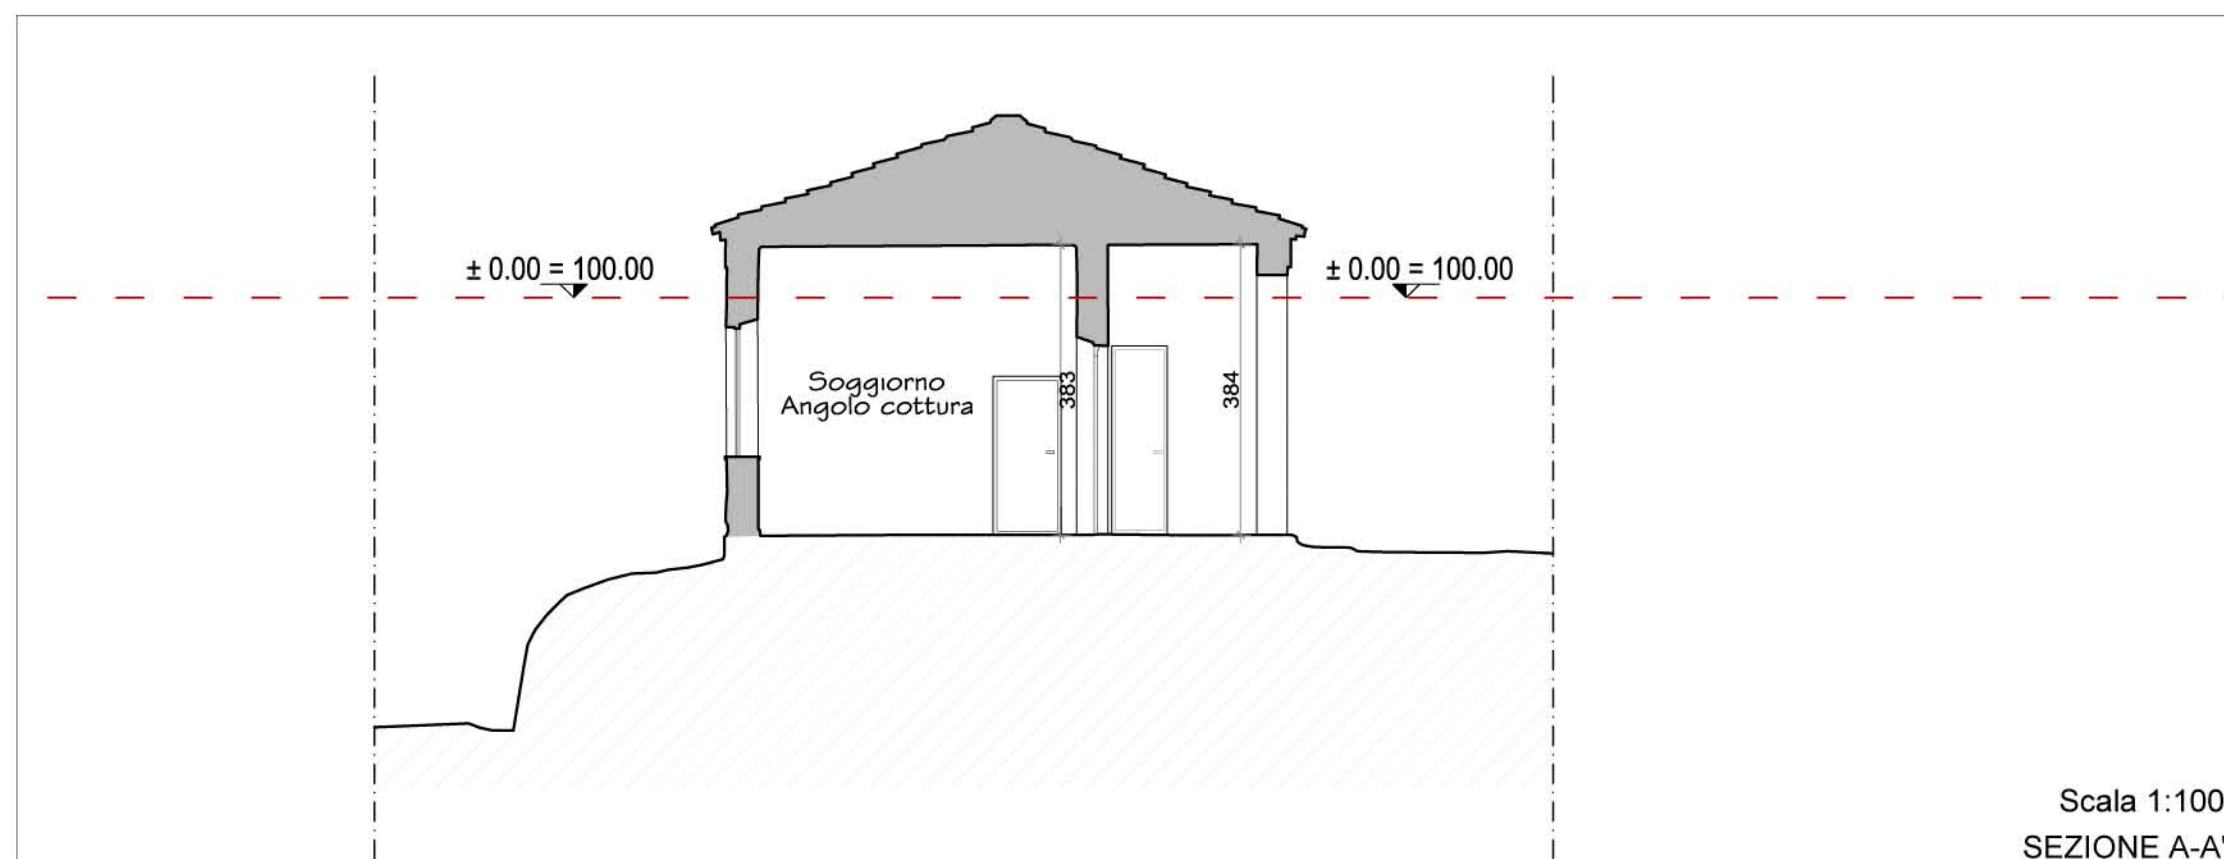 ± 0.00 = 100.00
± 0.00 = 100.00
Soggiorno
Angolo cottura
383
384
Scala 1:100
SEZIONE A-A'